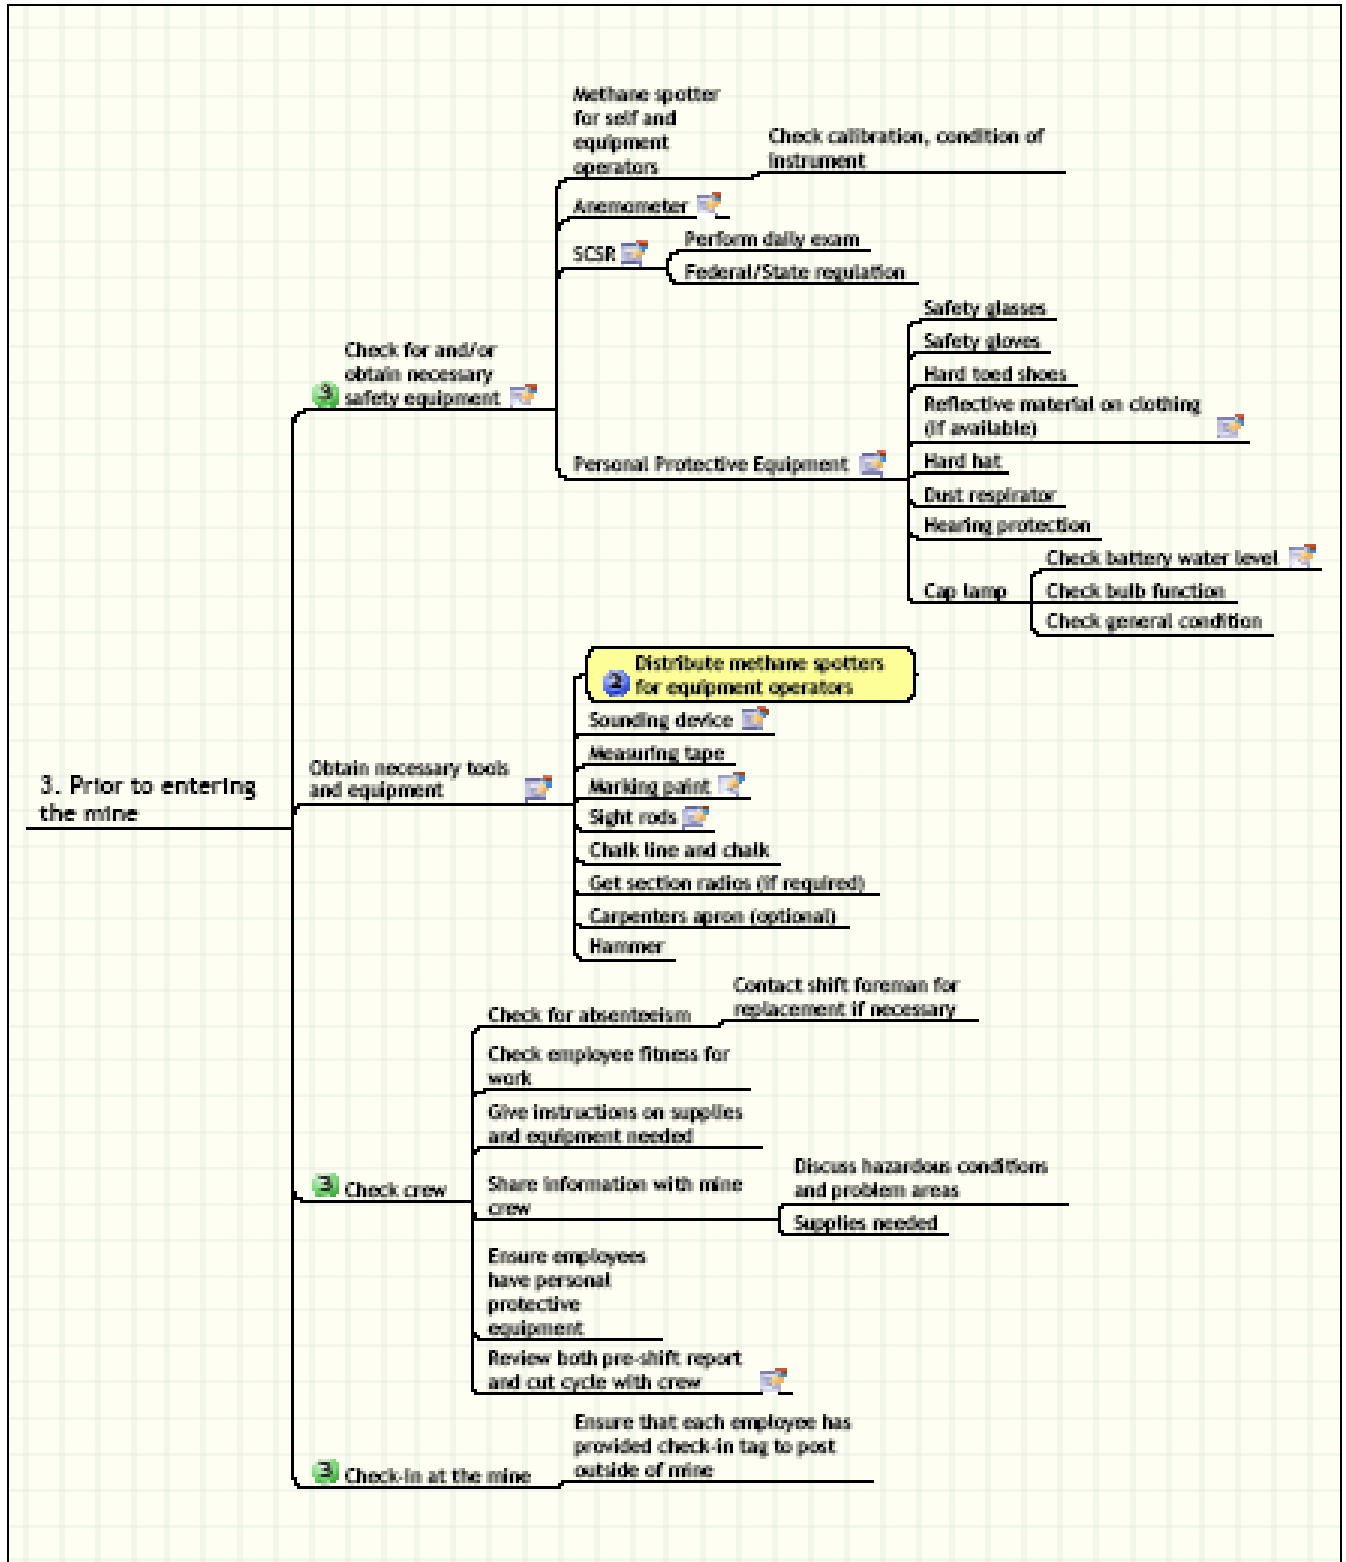 Methane spotter
for self and
equipment
operators
Check calibration, condition of
instrument
Anemometer
SCSR
Perform daily exam
Federal/State regulation
Check for and/or
obtain necessary
3 safety equipment
Personal Protective Equipment
Safety glasses
Safety gloves
Hard toed shoes
Reflective material on clothing
(if available)
Hard hat
Dust respirator
Hearing protection
Cap lamp
Check battery water level
Check bulb function
Check general condition
3. Prior to entering
the mine
Obtain necessary tools
and equipment
Distribute methane spotters
2 for equipment operators
Sounding device
Measuring tape
Marking paint
Sight rods
Chalk line and chalk
Get section radios (if required)
Carpenters apron (optional)
Hammer
3 Check crew
Check for absenteeism
Contact shift foreman for
replacement if necessary
Check employee fitness for
work
Give instructions on supplies
and equipment needed
Share information with mine
crew
Discuss hazardous conditions
and problem areas
Supplies needed
Ensure employees
have personal
protective
equipment
Review both pre-shift report
and cut cycle with crew
3 Check-in at the mine
Ensure that each employee has
provided check-in tag to post
outside of mine